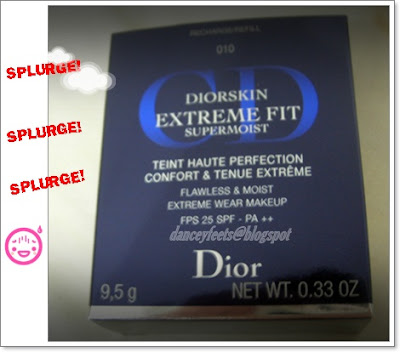 RECHARGE/REFILL
010
SPLURGE!
SPLURGE!
SPLURGE!
CD
DIORSKIN
EXTREME FIT
SUPERMOIST
TEINT HAUTE PERFECTION
CONFORT & TENUE EXTRÊME
FLAWLESS & MOIST
EXTREME WEAR MAKEUP
FPS 25 SPF - PA ++
danceyfeets@blogspot
Dior
9,5 g NET WT. 0.33 OZ